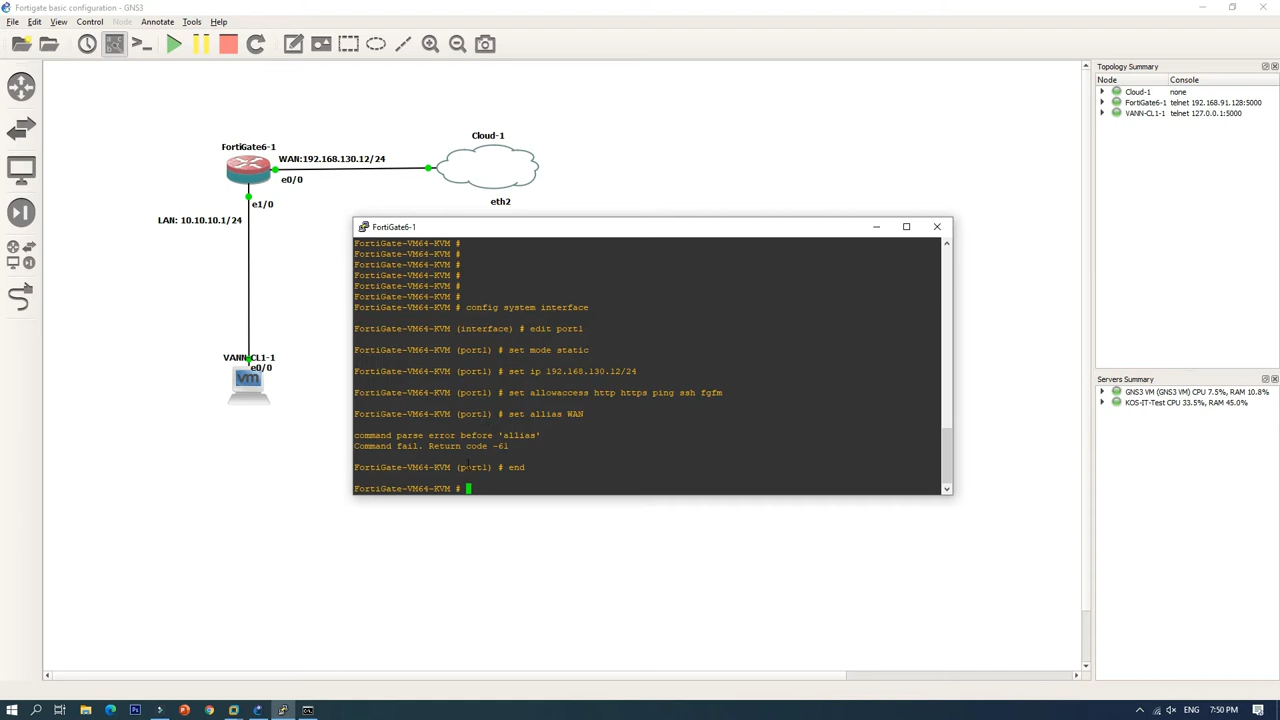 Fortigate basic configuration - GNS3
File Edit View Control Node Annotate Tools Help
Topology Summary
Node Console
Cloud-1 none
FortiGate6-1 telnet 192.168.91.128:5000
VANN-CL1-1 telnet 127.0.0.1:5000
Cloud-1
FortiGate6-1
WAN:192.168.130.12/24
e0/0
eth2
e1/0
LAN: 10.10.10.1/24
FortiGate6-1
FortiGate-VM64-KVM #
FortiGate-VM64-KVM #
FortiGate-VM64-KVM #
FortiGate-VM64-KVM #
FortiGate-VM64-KVM #
FortiGate-VM64-KVM #
FortiGate-VM64-KVM # config system interface
FortiGate-VM64-KVM (interface) # edit port1
FortiGate-VM64-KVM (port1) # set mode static
FortiGate-VM64-KVM (port1) # set ip 192.168.130.12/24
FortiGate-VM64-KVM (port1) # set allowaccess http https ping ssh fgfm
FortiGate-VM64-KVM (port1) # set allias WAN
command parse error before 'allias'
Command fail. Return code -61
FortiGate-VM64-KVM (port1) # end
FortiGate-VM64-KVM #
VANN-CL1-1
e0/0
vm
Servers Summary
GNS3 VM (GNS3 VM) CPU 7.5%, RAM 10.8%
KOS-IT-Test CPU 33.5%, RAM 45.0%
ENG 7:50 PM